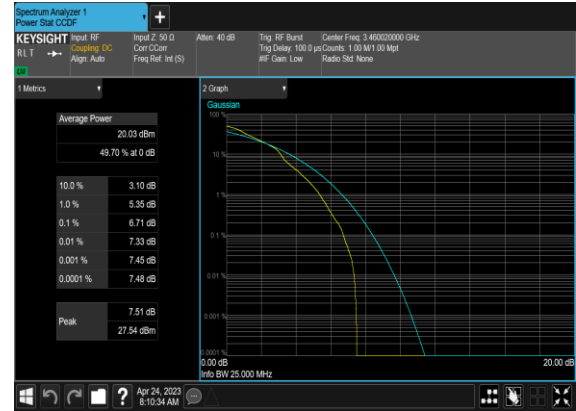 Spectrum Analyzer 1
Power Stat CCDF
+
KEYSIGHT
RLT
LV
Input: RF
Coupling: DC
Align: Auto
Input Z: 50 Ω
Corr CCorr
Freq Ref: Int (S)
Atten: 40 dB
Trig: RF Burst
Trig Delay: 100.0 µs
#IF Gain: Low
Center Freq: 3.460020000 GHz
Counts: 1.00 M/1.00 Mpt
Radio Std: None
1 Metrics
Average Power
20.03 dBm
49.70 % at 0 dB
10.0 % 3.10 dB
1.0 % 5.35 dB
0.1 % 6.71 dB
0.01 % 7.33 dB
0.001 % 7.45 dB
0.0001 % 7.48 dB
Peak
7.51 dB
27.54 dBm
2 Graph
Gaussian
100 %
10 %
1 %
0.1 %
0.01 %
0.001 %
0.0001 %
0.00 dB 20.00 dB
Info BW 25.000 MHz
?
Apr 24, 2023
8:10:34 AM